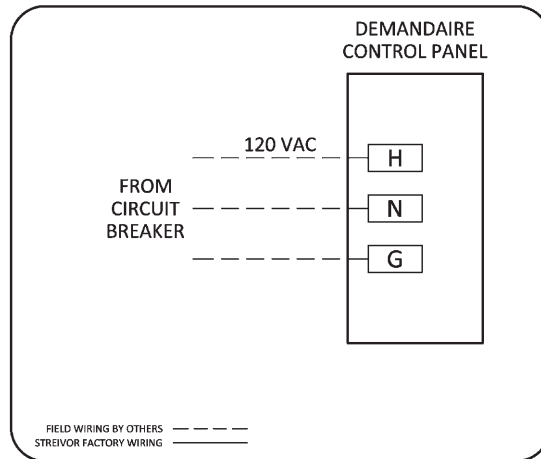 DEMANDAIRE
CONTROL PANEL
120 VAC
H
FROM
CIRCUIT
BREAKER
N
G
FIELD WIRING BY OTHERS
STREIVOR FACTORY WIRING